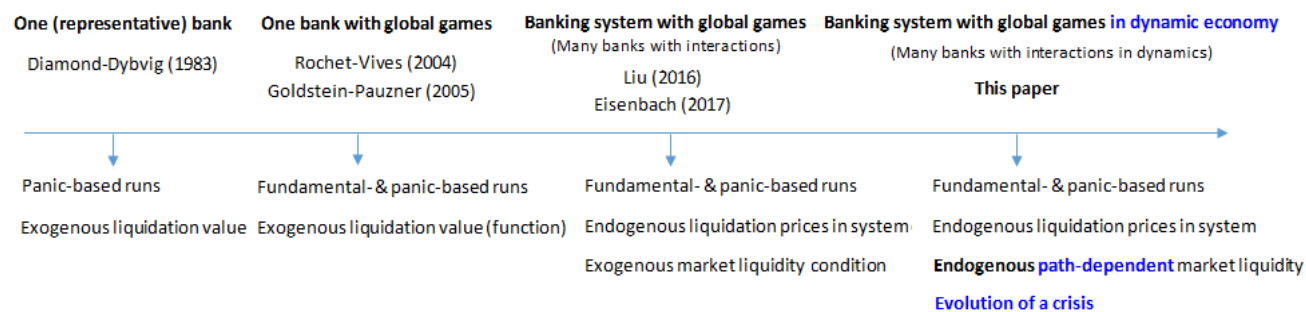 One (representative) bank
Diamond-Dybvig (1983)
One bank with global games
Rochet-Vives (2004)
Goldstein-Pauzner (2005)
Banking system with global games
(Many banks with interactions)
Liu (2016)
Eisenbach (2017)
Banking system with global games in dynamic economy
(Many banks with interactions in dynamics)
This paper
Panic-based runs
Exogenous liquidation value
Fundamental- & panic-based runs
Exogenous liquidation value (function)
Fundamental- & panic-based runs
Endogenous liquidation prices in system
Exogenous market liquidity condition
Fundamental- & panic-based runs
Endogenous liquidation prices in system
Endogenous path-dependent market liquidity
Evolution of a crisis